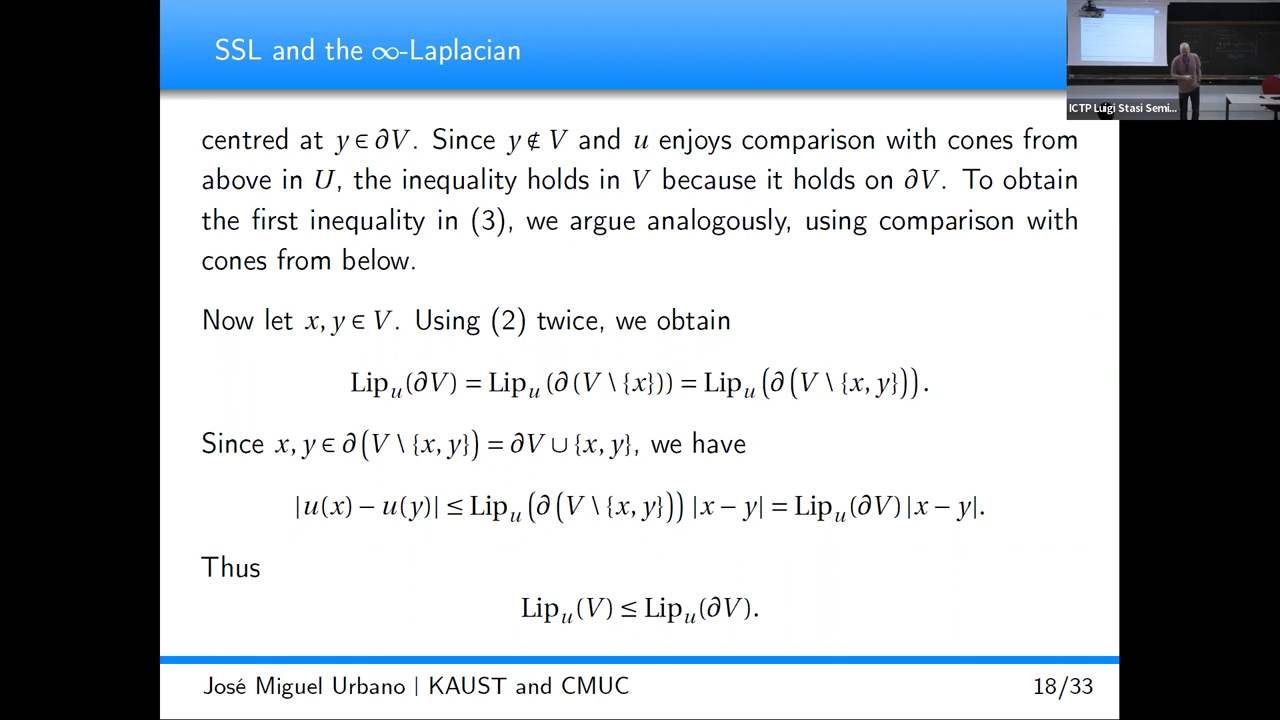 SSL and the ∞-Laplacian
ICTP Luigi Stasi Semi...
centred at y ∈ ∂V. Since y ∉ V and u enjoys comparison with cones from
above in U, the inequality holds in V because it holds on ∂V. To obtain
the first inequality in (3), we argue analogously, using comparison with
cones from below.
Now let x, y ∈ V. Using (2) twice, we obtain
Lip_u(∂V) = Lip_u (∂(V \ {x})) = Lip_u (∂(V \ {x, y})).
Since x, y ∈ ∂(V \ {x, y}) = ∂V ∪ {x, y}, we have
|u(x) − u(y)| ≤ Lip_u (∂(V \ {x, y})) |x − y| = Lip_u(∂V) |x − y|.
Thus
Lip_u(V) ≤ Lip_u(∂V).
José Miguel Urbano | KAUST and CMUC
18/33